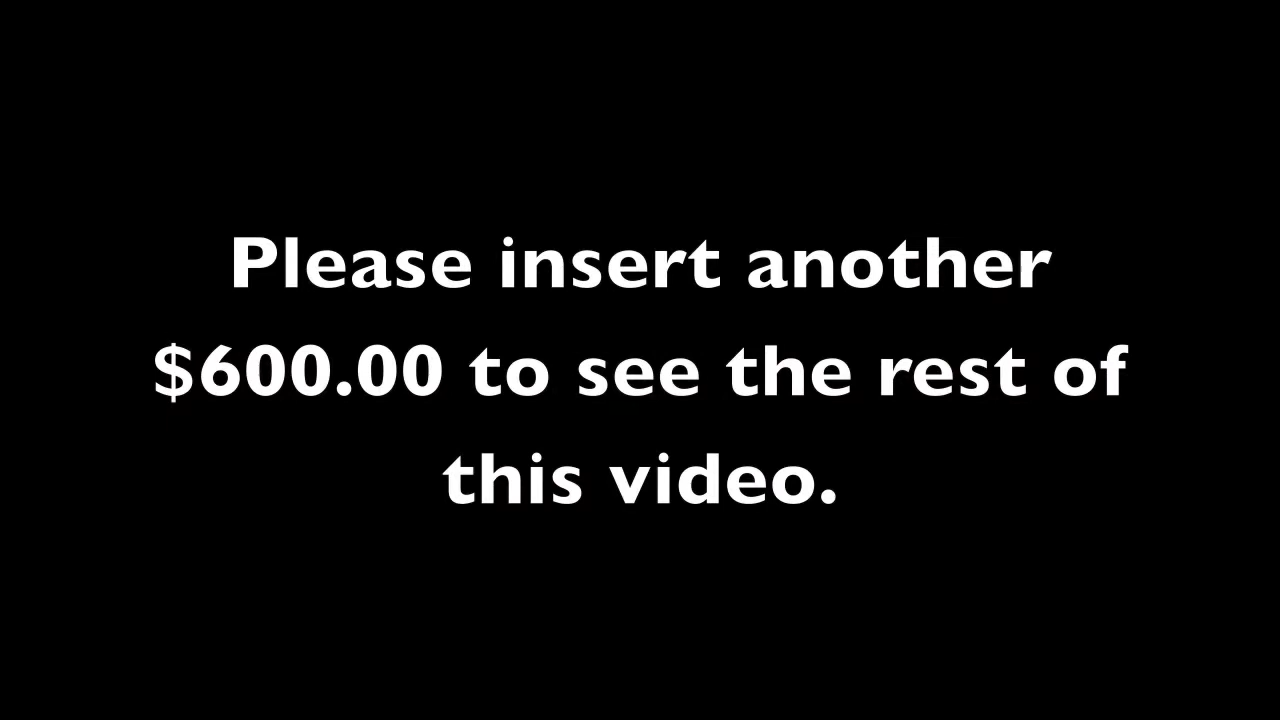 Please insert another
$600.00 to see the rest of
this video.